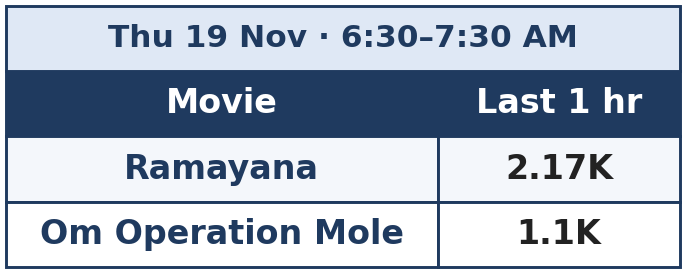 Thu 19 Nov · 6:30–7:30 AM
Movie Last 1 hr
Ramayana 2.17K
Om Operation Mole 1.1K